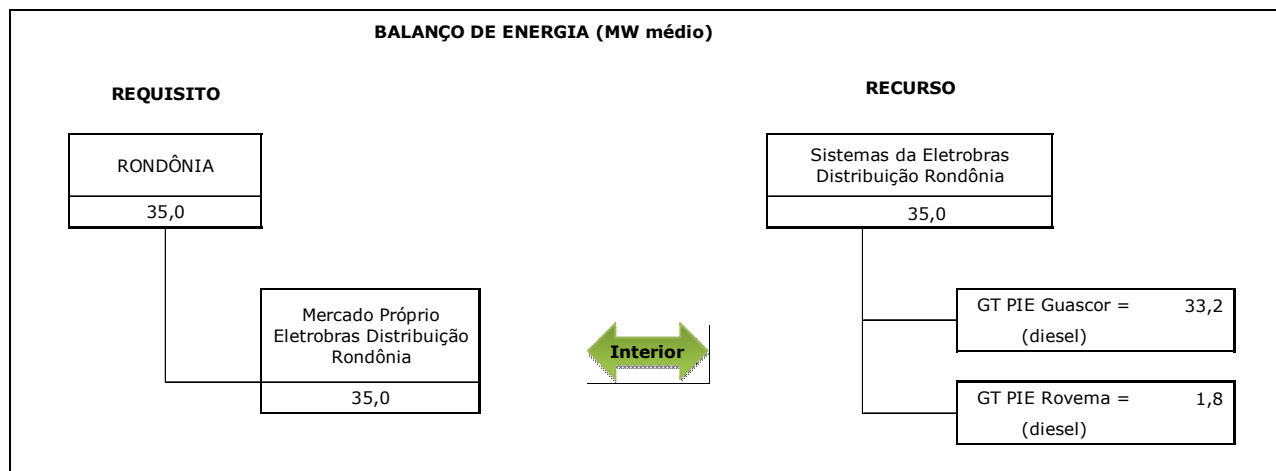 BALANÇO DE ENERGIA (MW médio)
REQUISITO
RECURSO
RONDÔNIA
35,0
Sistemas da Eletrobras
Distribuição Rondônia
35,0
Mercado Próprio
Eletrobras Distribuição
Rondônia
35,0
Interior
GT PIE Guascor = 33,2
(diesel)
GT PIE Rovema = 1,8
(diesel)